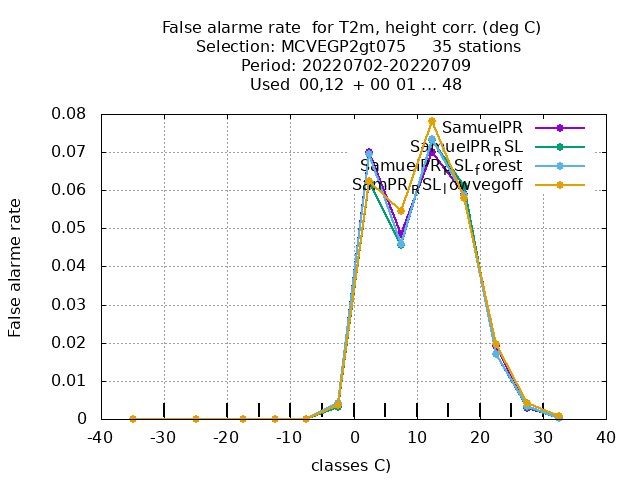 False alarme rate  for T2m, height corr. (deg C)
Selection: MCVEGP2gt075     35 stations
Period: 20220702-20220709
Used  00,12  + 00 01 ... 48
False alarme rate
0.08
0.07
0.06
0.05
0.04
0.03
0.02
0.01
0
SamuelPR
SamuelPR_RSL
SamuelPR_RSL_forest
SamPR_RSL_lowvegoff
-40 -30 -20 -10 0 10 20 30 40
classes C)